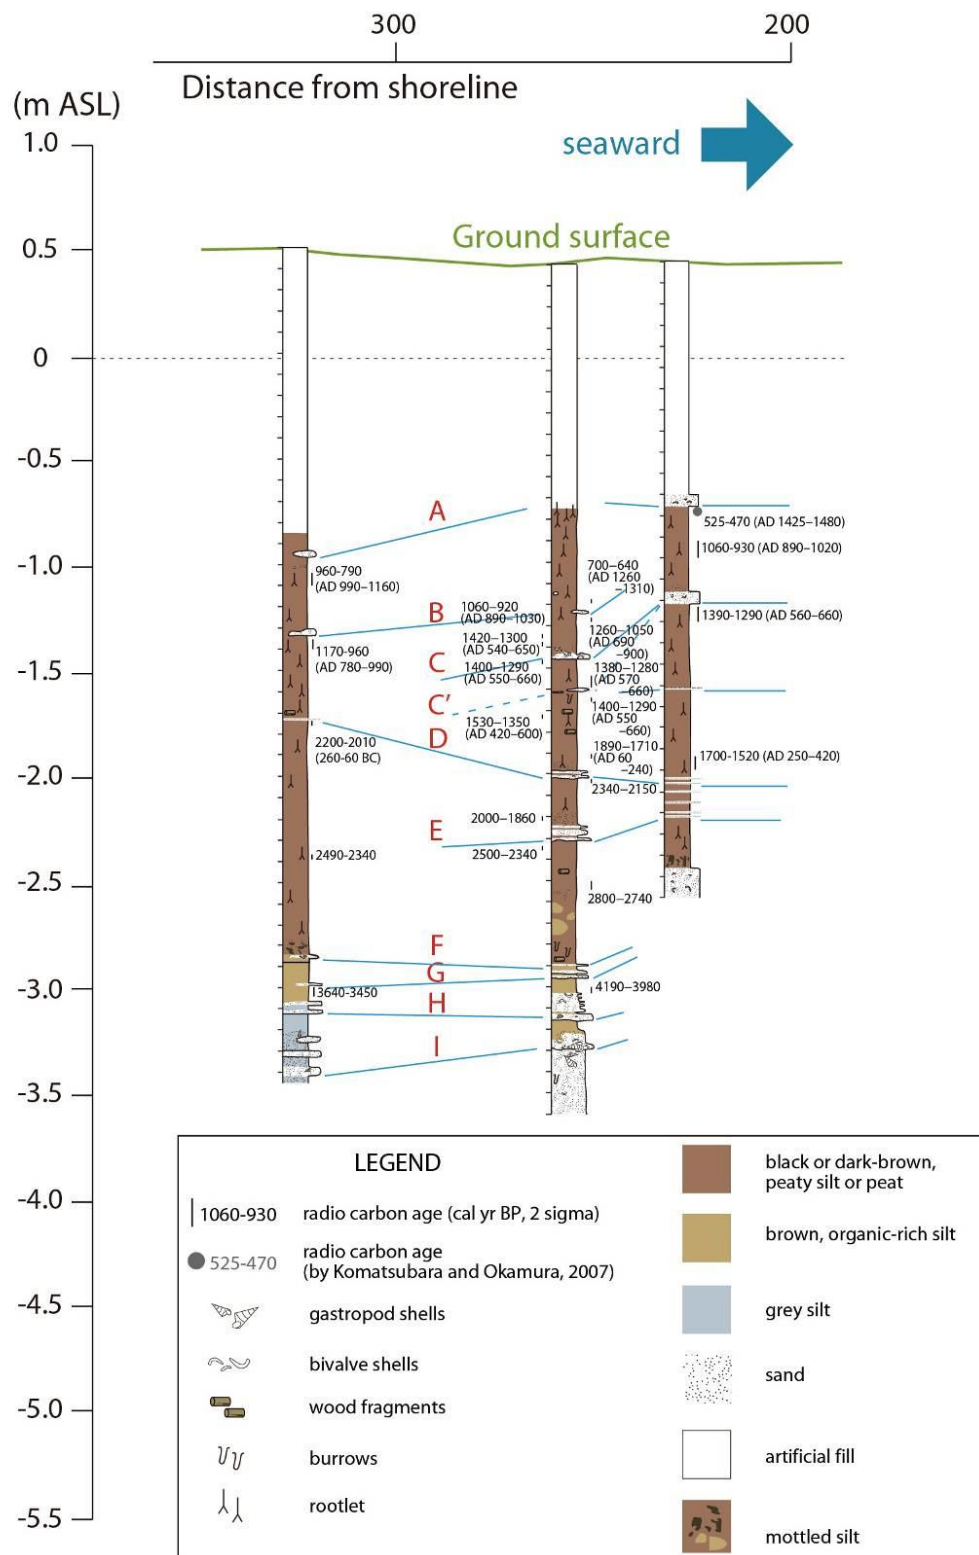 300
200
Distance from shoreline
(m ASL)
1.0
seaward
Ground surface
0.5
0
-0.5
A
525-470 (AD 1425–1480)
1060-930 (AD 890–1020)
-1.0
960-790
(AD 990–1160)
700–640
(AD 1260
–1310)
B
1060–920
(AD 890–1030)
1390-1290 (AD 560–660)
1170-960
(AD 780–990)
1420–1300
(AD 540–650)
1260–1050
(AD 690
–900)
-1.5
C
1400–1290
(AD 550–660)
1380–1280
(AD 570
–660)
C'
1530–1350
(AD 420–600)
1400–1290
(AD 550
–660)
D
2200-2010
(260-60 BC)
1890–1710
(AD 60
–240)
1700–1520 (AD 250–420)
-2.0
2340–2150
2000–1860
E
2490-2340
2500–2340
-2.5
2800–2740
F
G
-3.0
3640-3450
4190–3980
H
I
-3.5
-4.0
-4.5
-5.0
-5.5
LEGEND
1060-930
radio carbon age (cal yr BP, 2 sigma)
525-470
radio carbon age
(by Komatsubara and Okamura, 2007)
gastropod shells
bivalve shells
wood fragments
burrows
rootlet
black or dark-brown,
peaty silt or peat
brown, organic-rich silt
grey silt
sand
artificial fill
mottled silt